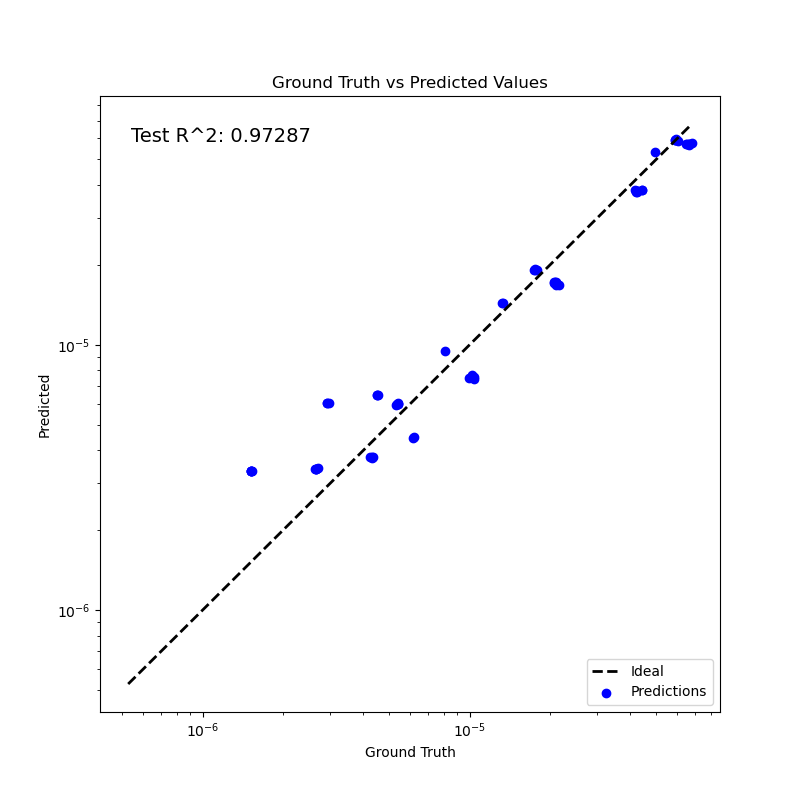 Ground Truth vs Predicted Values
Test R^2: 0.97287
Predicted
10⁻⁵
10⁻⁶
Ideal
Predictions
10⁻⁶
10⁻⁵
Ground Truth